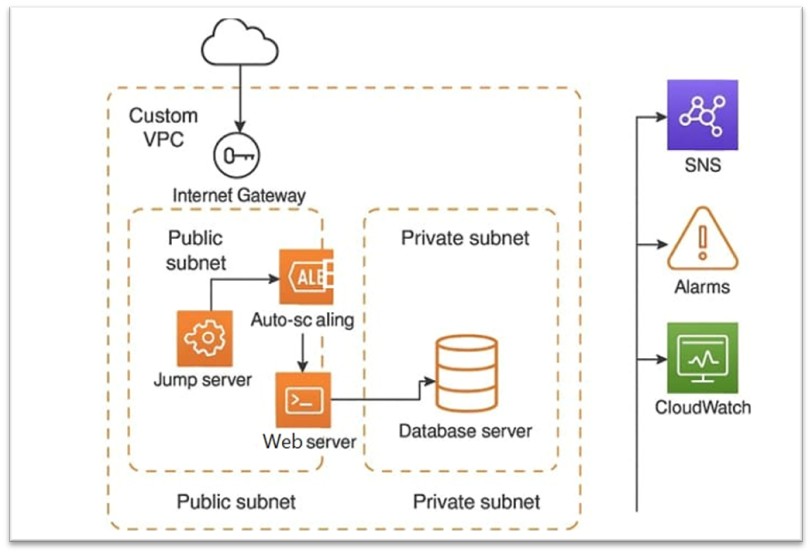 Custom
VPC
Internet Gateway
Public
subnet
ALE
Auto-sc aling
Jump server
>_
Web server
Public subnet
Private subnet
Database server
Private subnet
SNS
Alarms
CloudWatch